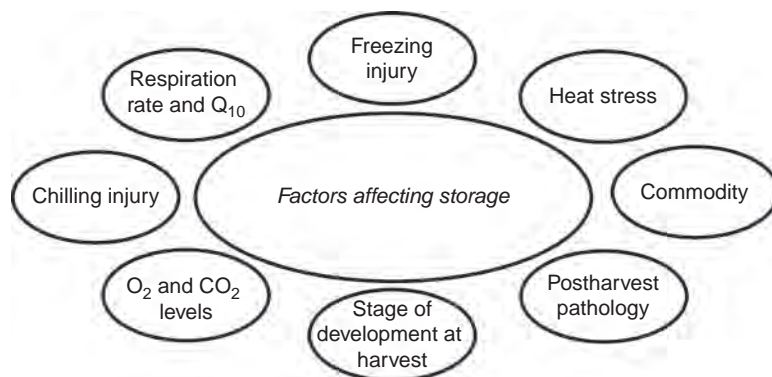 Freezing
injury
Respiration
rate and Q10
Heat stress
Chilling injury
Factors affecting storage
Commodity
O2 and CO2
levels
Postharvest
pathology
Stage of
development at
harvest